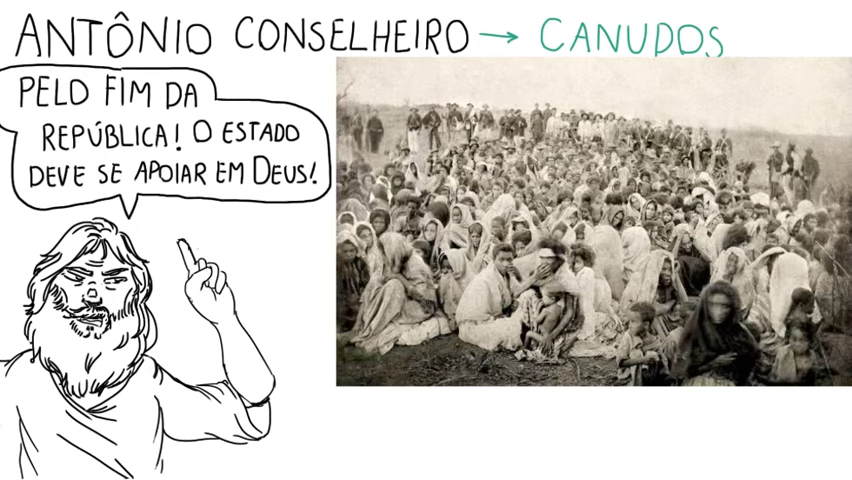 ANTÔNIO CONSELHEIRO → CANUDOS
PELO FIM DA
REPÚBLICA! O ESTADO
DEVE SE APOIAR EM DEUS!